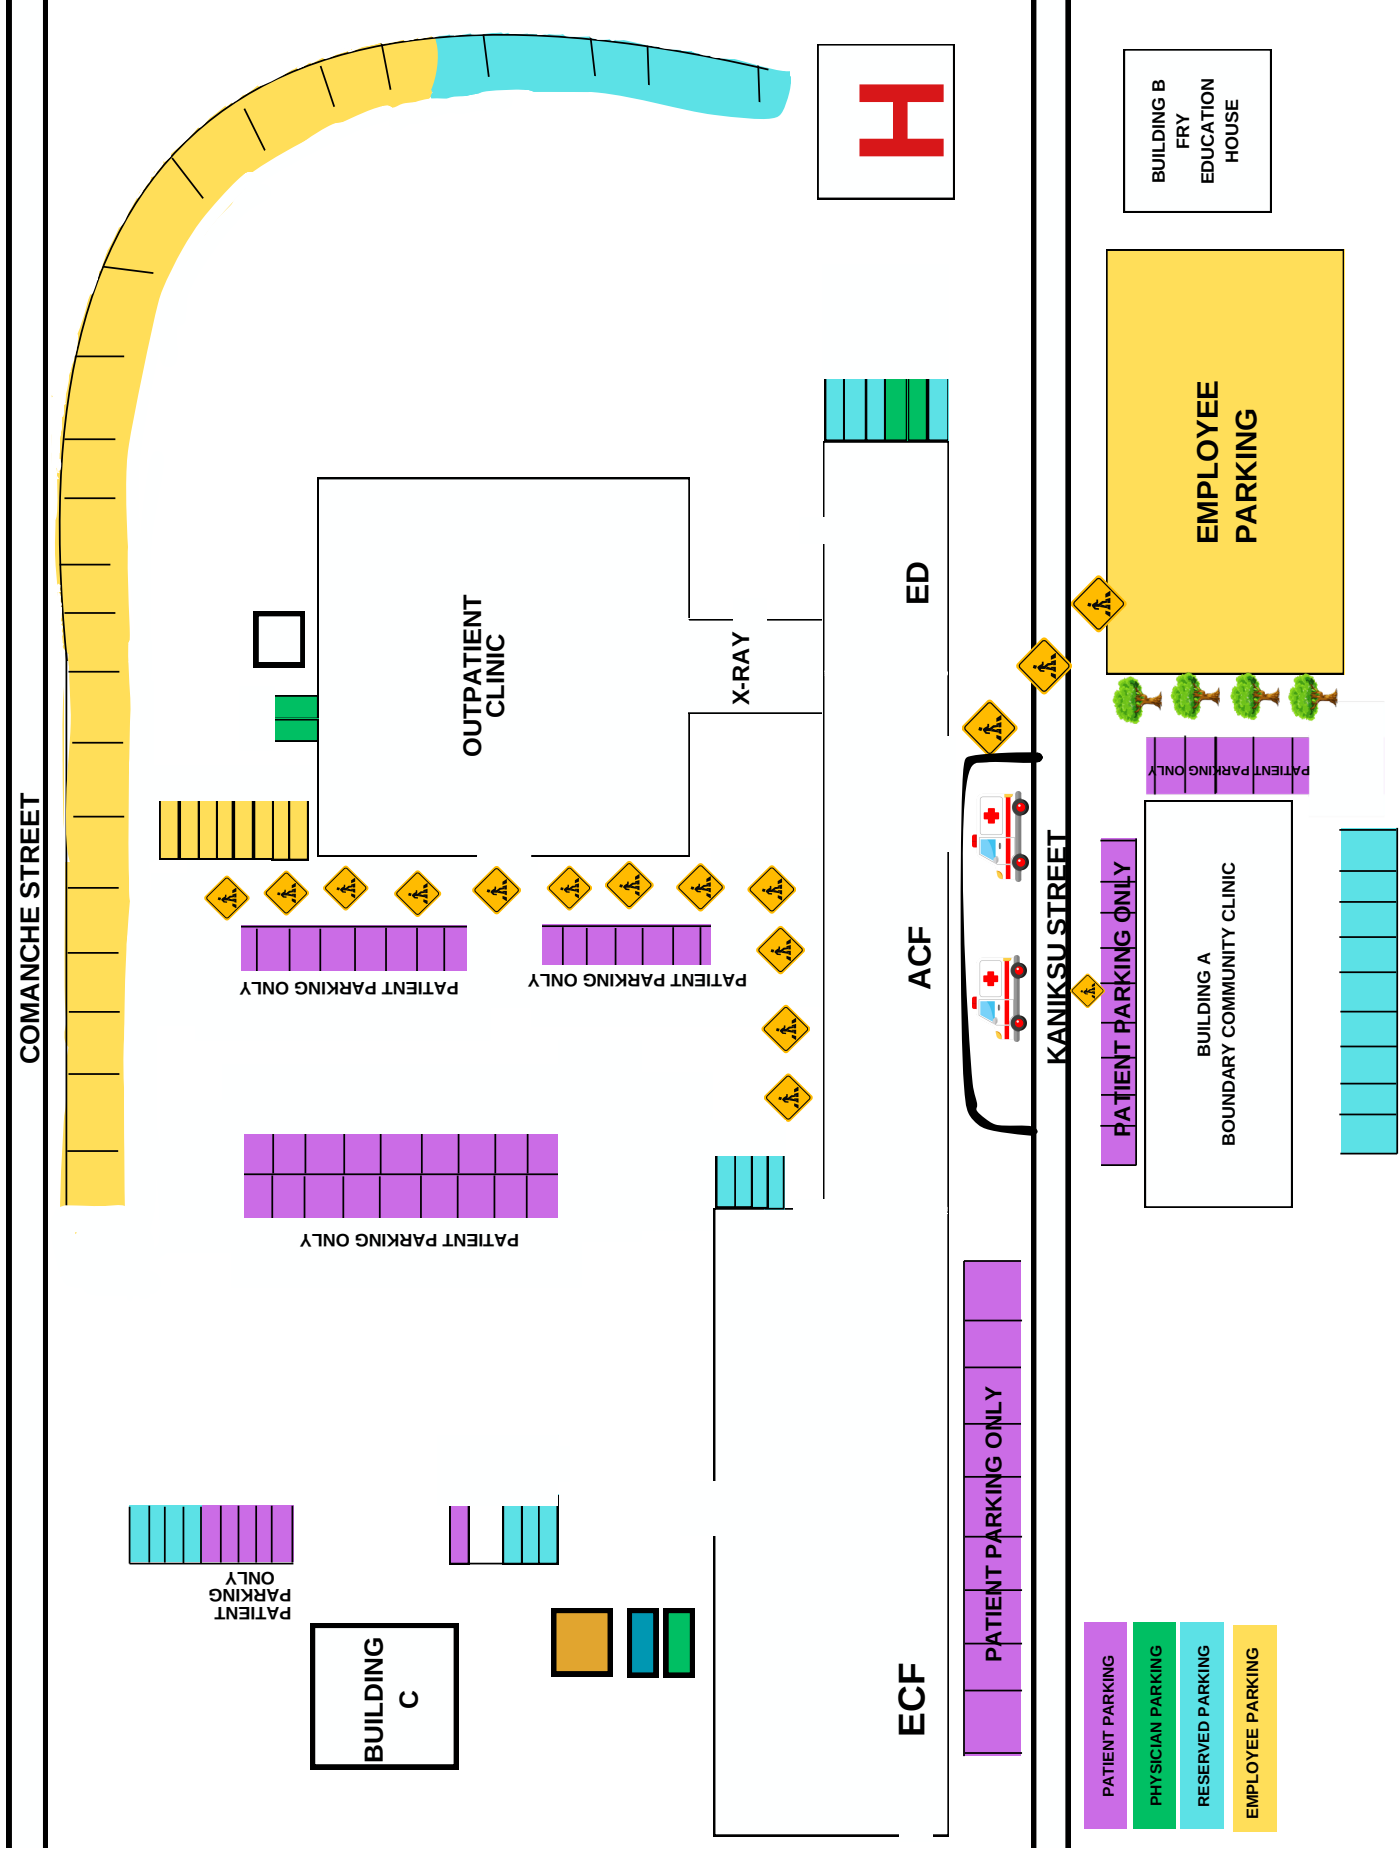 H
BUILDING B
FRY
EDUCATION
HOUSE
EMPLOYEE
PARKING
ED
OUTPATIENT
CLINIC
X-RAY
PATIENT PARKING ONLY
COMANCHE STREET
KANIKSU STREET
PATIENT PARKING ONLY
BUILDING A
BOUNDARY COMMUNITY CLINIC
ACF
PATIENT PARKING ONLY
PATIENT PARKING ONLY
PATIENT PARKING ONLY
PATIENT PARKING ONLY
PATIENT
PARKING
ONLY
BUILDING
C
ECF
PATIENT PARKING
PHYSICIAN PARKING
RESERVED PARKING
EMPLOYEE PARKING